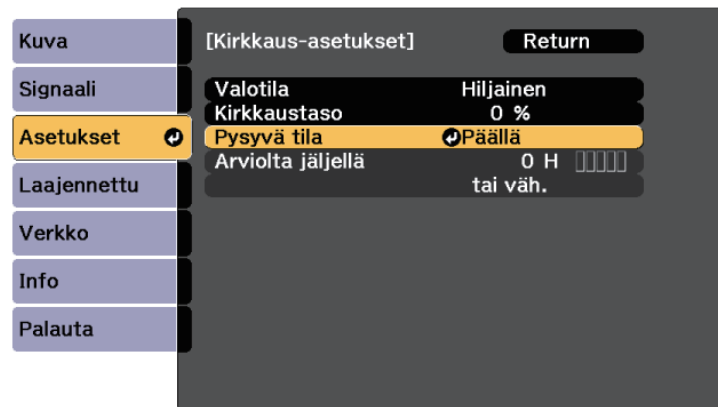 Kuva
Signaali
Asetukset
Laajennettu
Verkko
Info
Palauta
[Kirkkaus-asetukset] Return
Valotila Hiljainen
Kirkkaustaso 0 %
Pysyvä tila Päällä
Arviolta jäljellä 0 H
tai väh.